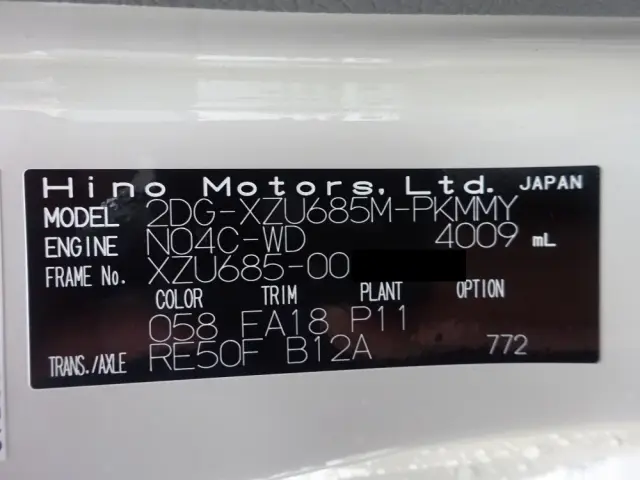 Hino Motors, Ltd. JAPAN
MODEL 2DG-XZU685M-PKMMY
ENGINE N04C-WD 4009 mL
FRAME No. XZU685-00
COLOR TRIM PLANT OPTION
058 FA18 P11
TRANS./AXLE RE50F B12A 772